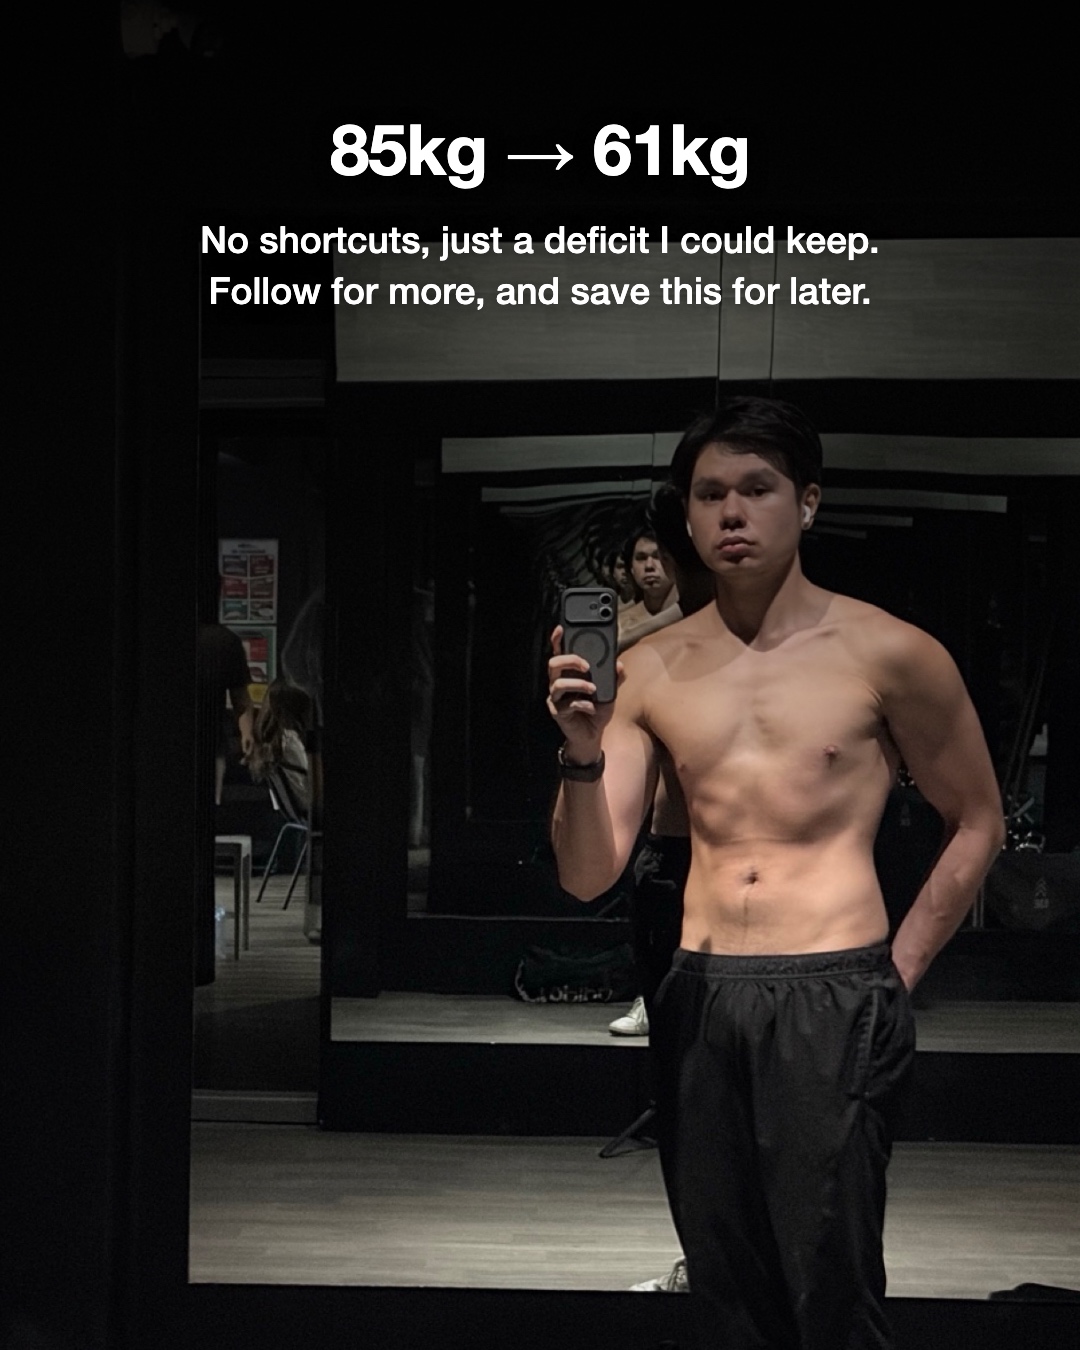 85kg → 61kg
No shortcuts, just a deficit I could keep.
Follow for more, and save this for later.